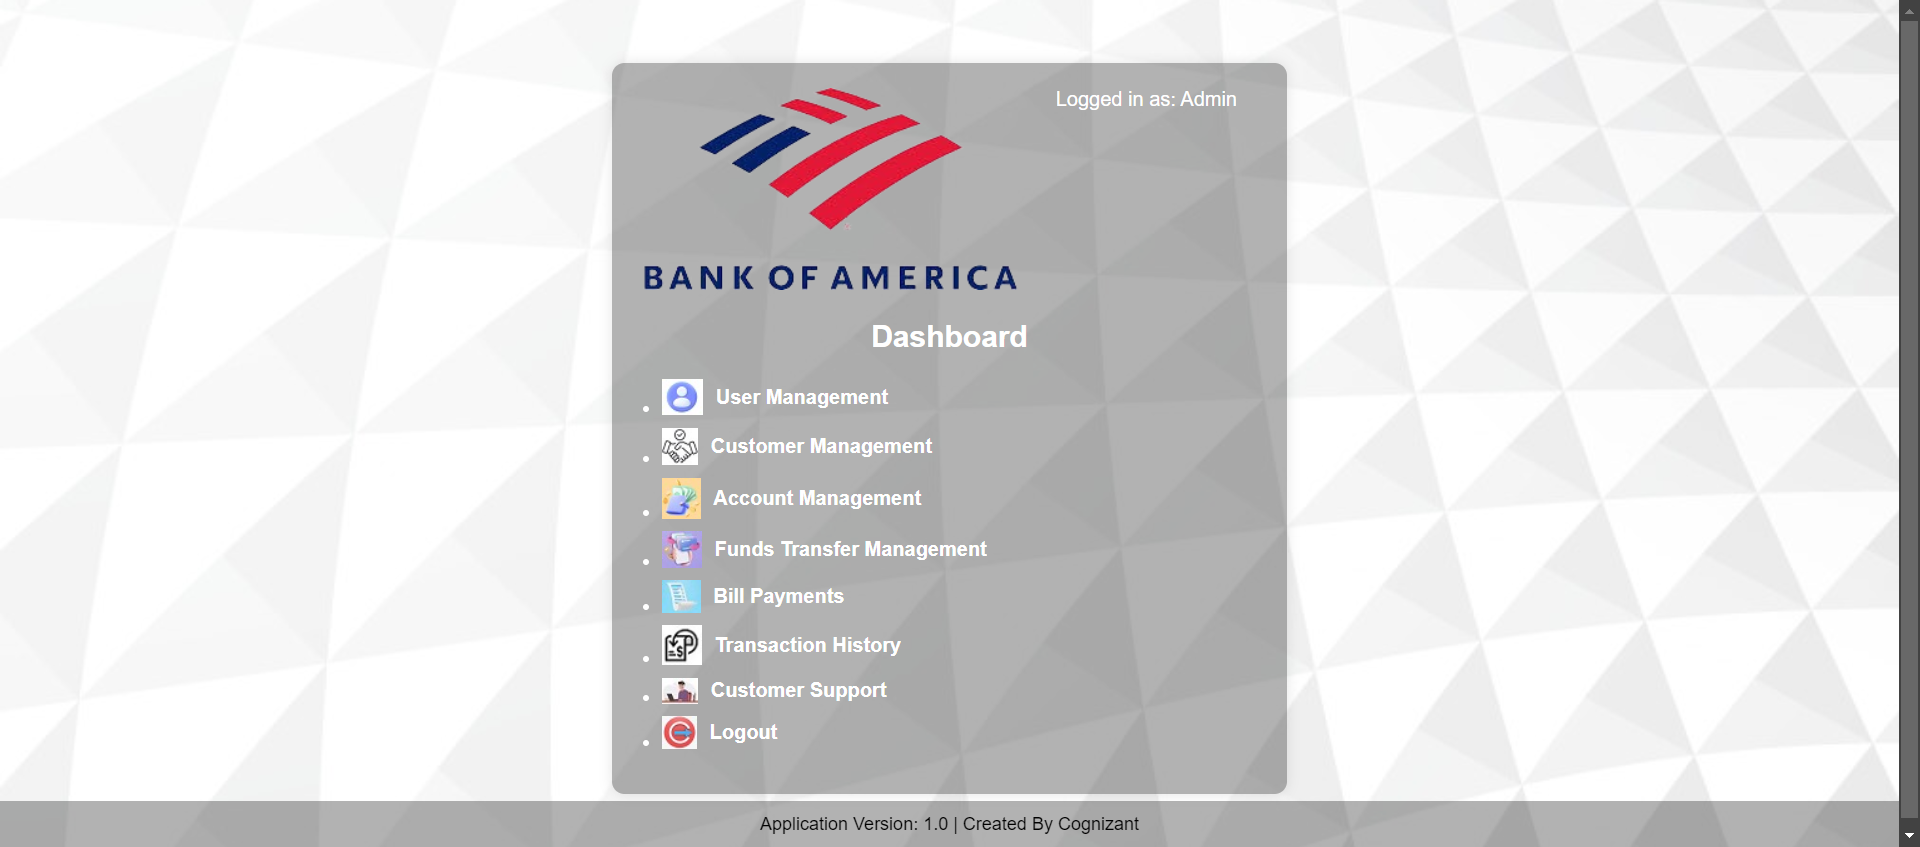 Logged in as: Admin
BANK OF AMERICA
Dashboard
User Management
Customer Management
Account Management
Funds Transfer Management
Bill Payments
Transaction History
Customer Support
Logout
Application Version: 1.0 | Created By Cognizant